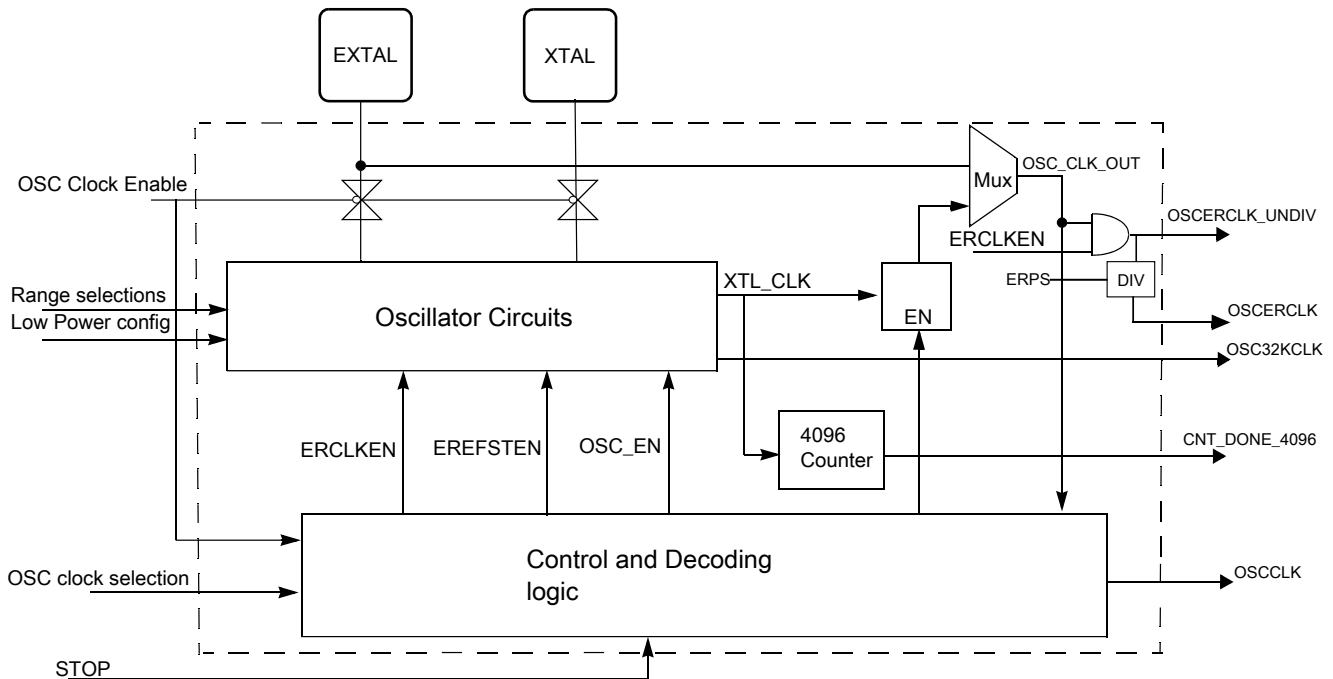 EXTAL
XTAL
OSC Clock Enable
Mux
OSC_CLK_OUT
ERCLKEN
OSCERCLK_UNDIV
ERPS
DIV
Range selections
Low Power config
Oscillator Circuits
XTL_CLK
EN
OSCERCLK
OSC32KCLK
ERCLKEN
EREFSTEN
OSC_EN
4096
Counter
CNT_DONE_4096
OSC clock selection
Control and Decoding
logic
OSCCLK
STOP